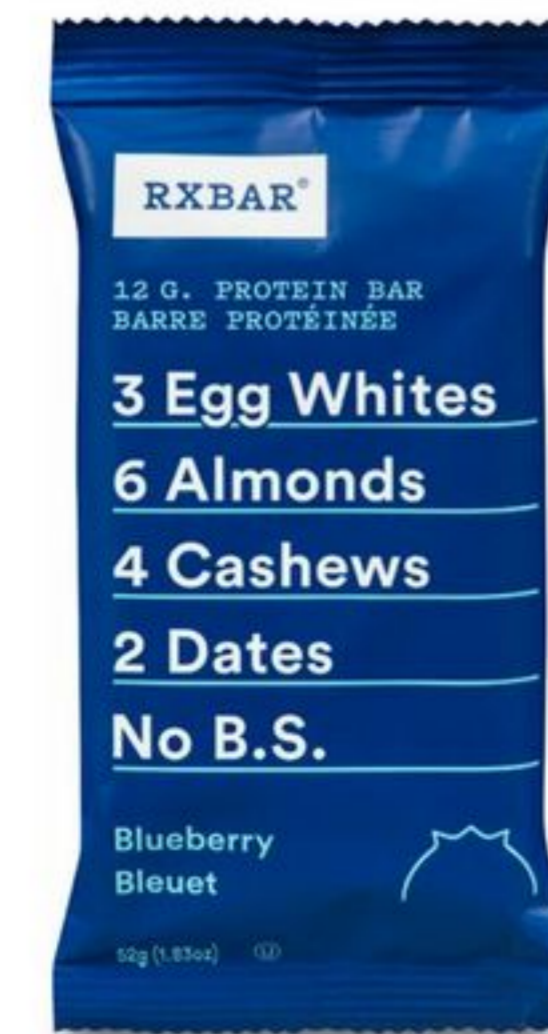 RXBAR®
12 G. PROTEIN BAR
BARRE PROTÉINÉE
3 Egg Whites
6 Almonds
4 Cashews
2 Dates
No B.S.
Blueberry
Bleuet
52g (1.83oz) U